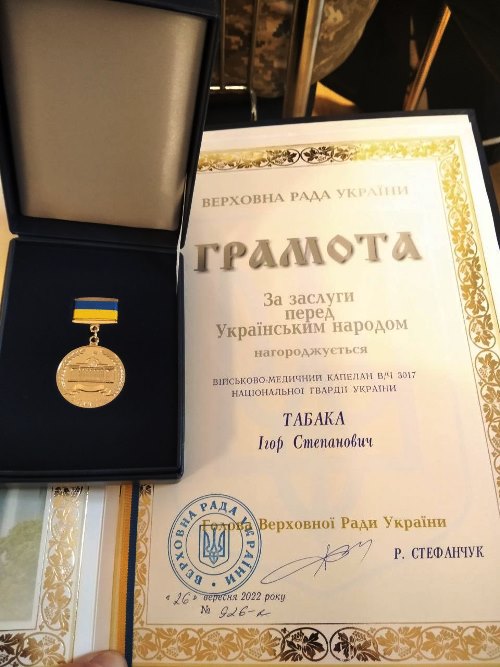 ВЕРХОВНА РАДА УКРАЇНИ
ГРАМОТА
За заслуги
перед
Українським народом
нагороджується
ВІЙСЬКОВО-МЕДИЧНИЙ КАПЕЛАН В/Ч 3017
НАЦІОНАЛЬНОЇ ГВАРДІЇ УКРАЇНИ
ТАБАКА
Ігор Степанович
Голова Верховної Ради України
Р. СТЕФАНЧУК
ВЕРХОВНА РАДА УКРАЇНИ
« 26 » вересня 2022 року
№ 926-к